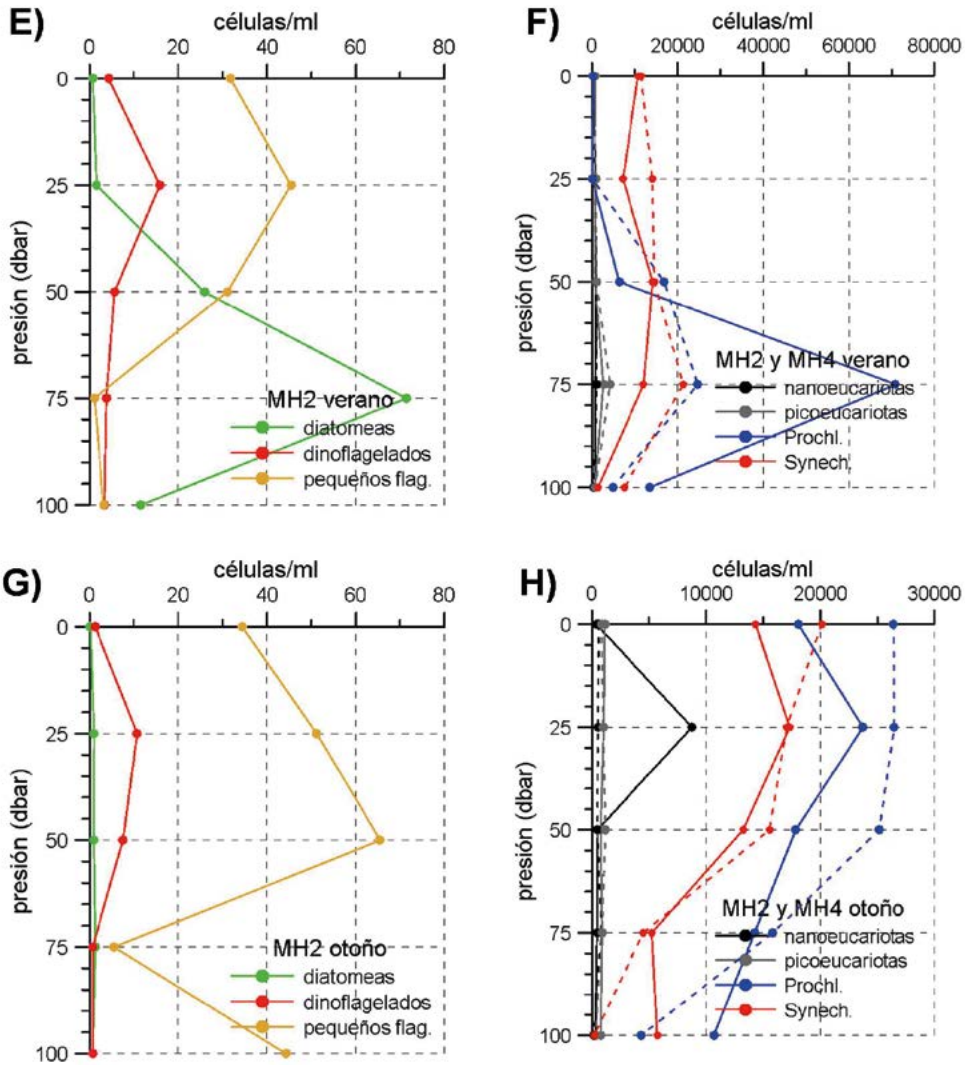 E)
células/ml
0 20 40 60 80
0
25
50
75
100
presión (dbar)
MH2 verano
diatomeas
dinoflagelados
pequeños flag.
F)
células/ml
0 20000 40000 60000 80000
0
25
50
75
100
presión (dbar)
MH2 y MH4 verano
nanoeucariotas
picoeucariotas
Prochl.
Synech.
G)
células/ml
0 20 40 60 80
0
25
50
75
100
presión (dbar)
MH2 otoño
diatomeas
dinoflagelados
pequeños flag.
H)
células/ml
0 10000 20000 30000
0
25
50
75
100
presión (dbar)
MH2 y MH4 otoño
nanoeucariotas
picoeucariotas
Prochl.
Synech.